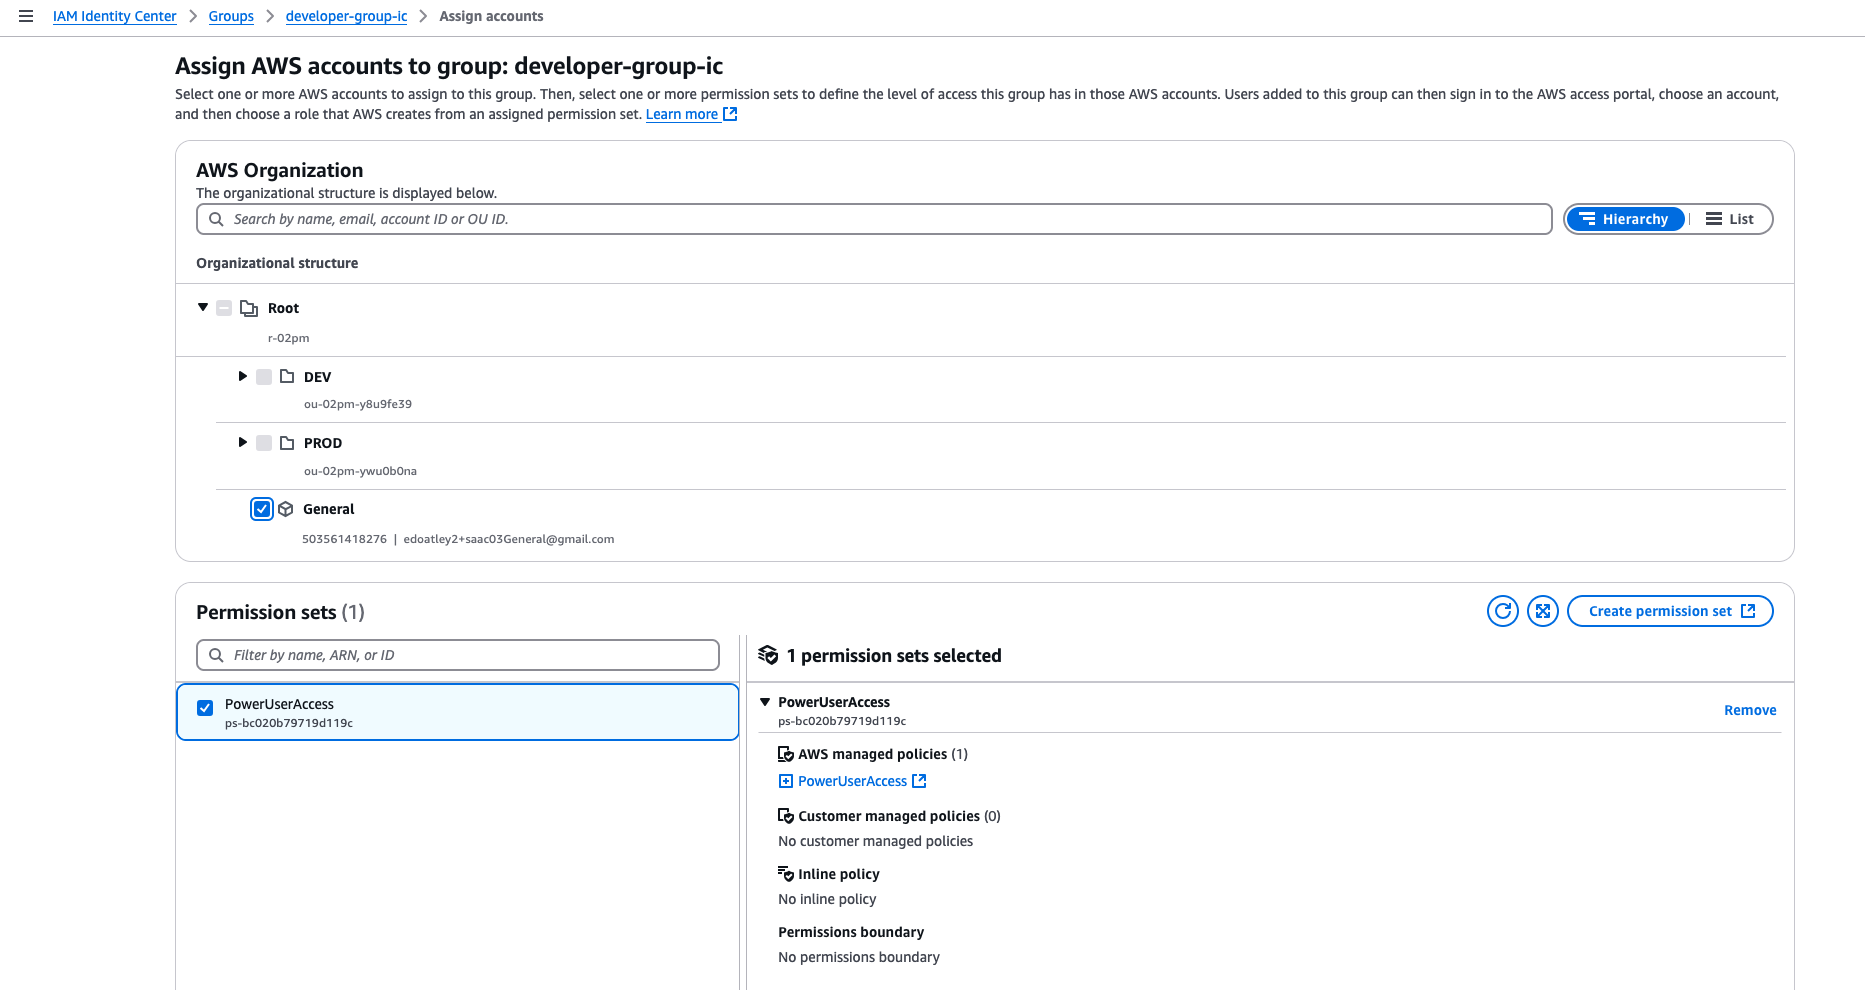 IAM Identity Center
Groups
developer-group-ic
Assign accounts
Assign AWS accounts to group: developer-group-ic
Select one or more AWS accounts to assign to this group. Then, select one or more permission sets to define the level of access this group has in those AWS accounts. Users added to this group can then sign in to the AWS access portal, choose an account,
and then choose a role that AWS creates from an assigned permission set. Learn more
AWS Organization
The organizational structure is displayed below.
Search by name, email, account ID or OU ID.
Hierarchy | List
Organizational structure
Root
r-02pm
DEV
ou-02pm-y8u9fe39
PROD
ou-02pm-ywu0b0na
General
503561418276 | edoatley2+saac03General@gmail.com
Permission sets (1)
Create permission set
Filter by name, ARN, or ID
PowerUserAccess
ps-bc020b79719d119c
1 permission sets selected
PowerUserAccess
ps-bc020b79719d119c
Remove
AWS managed policies (1)
PowerUserAccess
Customer managed policies (0)
No customer managed policies
Inline policy
No inline policy
Permissions boundary
No permissions boundary